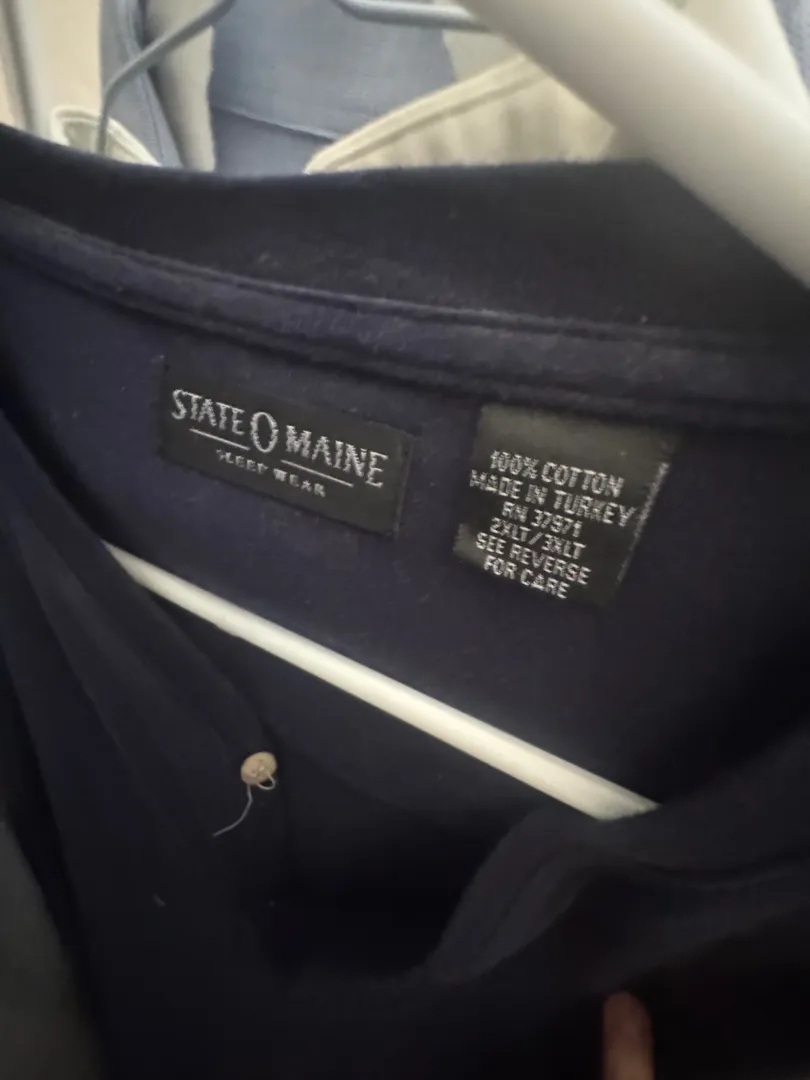 STATE O MAINE
SLEEP WEAR
100% COTTON
MADE IN TURKEY
RN 37971
2XLT/3XLT
SEE REVERSE
FOR CARE